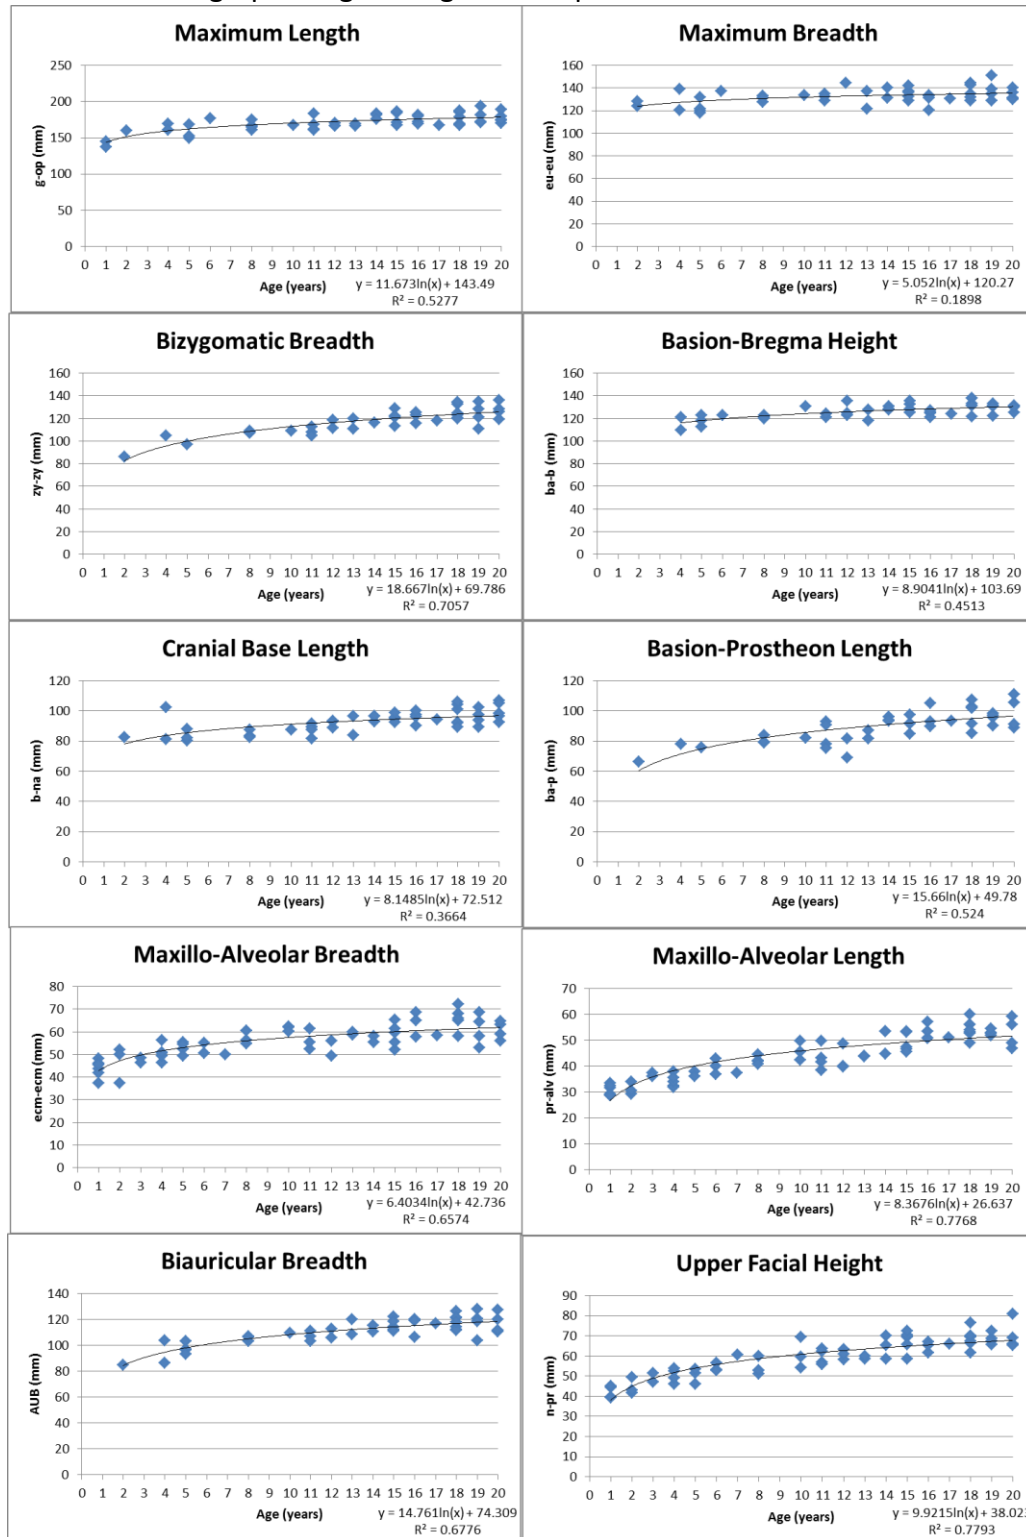 Maximum Length
250
200
150
100
50
0
g-op (mm)
0 1 2 3 4 5 6 7 8 9 10 11 12 13 14 15 16 17 18 19 20
Age (years)
y = 11.673ln(x) + 143.49
R² = 0.5277
Maximum Breadth
160
140
120
100
80
60
40
20
0
eu-eu (mm)
0 1 2 3 4 5 6 7 8 9 10 11 12 13 14 15 16 17 18 19 20
Age (years)
y = 5.052ln(x) + 120.27
R² = 0.1898
Bizygomatic Breadth
160
140
120
100
80
60
40
20
0
zy-zy (mm)
0 1 2 3 4 5 6 7 8 9 10 11 12 13 14 15 16 17 18 19 20
Age (years)
y = 18.667ln(x) + 69.786
R² = 0.7057
Basion-Bregma Height
160
140
120
100
80
60
40
20
0
ba-b (mm)
0 1 2 3 4 5 6 7 8 9 10 11 12 13 14 15 16 17 18 19 20
Age (years)
y = 8.9041ln(x) + 103.69
R² = 0.4513
Cranial Base Length
120
100
80
60
40
20
0
b-na (mm)
0 1 2 3 4 5 6 7 8 9 10 11 12 13 14 15 16 17 18 19 20
Age (years)
y = 8.1485ln(x) + 72.512
R² = 0.3664
Basion-Prostheon Length
120
100
80
60
40
20
0
ba-p (mm)
0 1 2 3 4 5 6 7 8 9 10 11 12 13 14 15 16 17 18 19 20
Age (years)
y = 15.66ln(x) + 49.78
R² = 0.524
Maxillo-Alveolar Breadth
80
70
60
50
40
30
20
10
0
ecm-ecm (mm)
0 1 2 3 4 5 6 7 8 9 10 11 12 13 14 15 16 17 18 19 20
Age (years)
y = 6.4034ln(x) + 42.736
R² = 0.6574
Maxillo-Alveolar Length
70
60
50
40
30
20
10
0
pr-alv (mm)
0 1 2 3 4 5 6 7 8 9 10 11 12 13 14 15 16 17 18 19 20
Age (years)
y = 8.3676ln(x) + 26.637
R² = 0.7768
Biauricular Breadth
140
120
100
80
60
40
20
0
AUB (mm)
0 1 2 3 4 5 6 7 8 9 10 11 12 13 14 15 16 17 18 19 20
Age (years)
y = 14.761ln(x) + 74.309
R² = 0.6776
Upper Facial Height
90
80
70
60
50
40
30
20
10
0
n-pr (mm)
0 1 2 3 4 5 6 7 8 9 10 11 12 13 14 15 16 17 18 19 20
Age (years)
y = 9.9215ln(x) + 38.023
R² = 0.7793